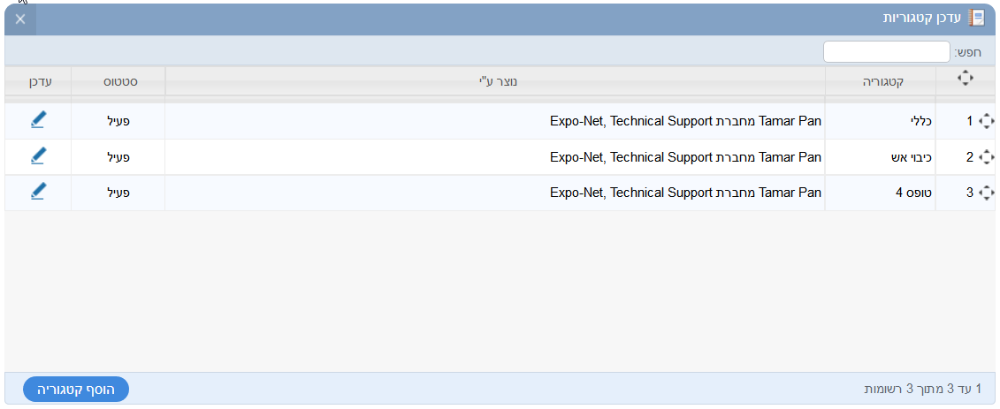 עדכן קטגוריות
חפש:
קטגוריה נוצר ע"י סטטוס עדכן
1 כללי Tamar Pan מחברת Expo-Net, Technical Support פעיל
2 כיבוי אש Tamar Pan מחברת Expo-Net, Technical Support פעיל
3 טופס 4 Tamar Pan מחברת Expo-Net, Technical Support פעיל
1 עד 3 מתוך 3 רשומות הוסף קטגוריה